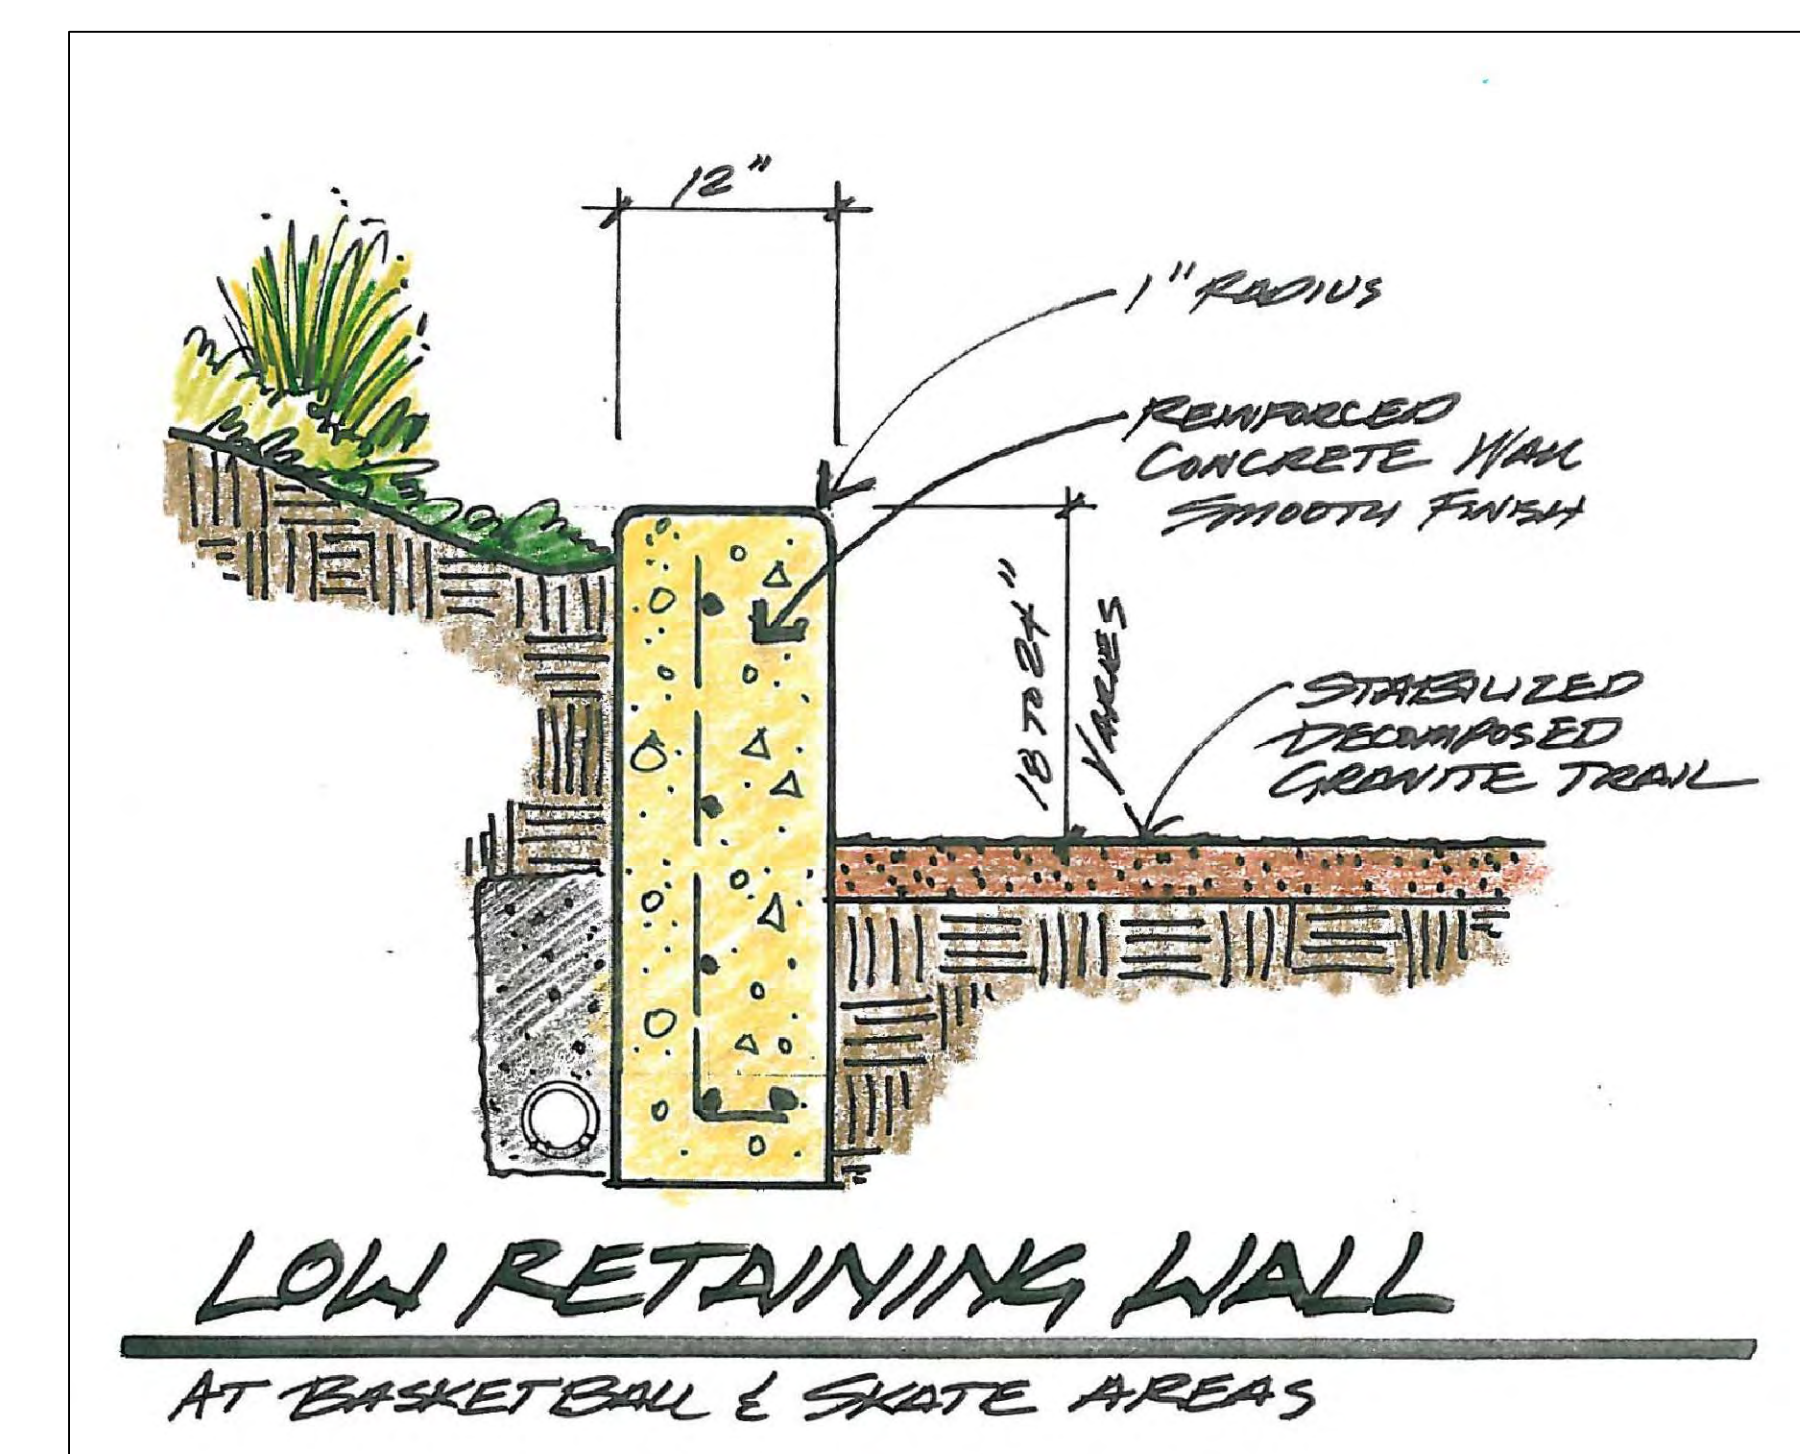 12"
1" RADIUS
REINFORCED
CONCRETE WALL
SMOOTH FINISH
18 TO 24"
VARIES
STABILIZED
DECOMPOSED
GRANITE TRAIL
LOW RETAINING WALL
AT BASKETBALL & SKATE AREAS